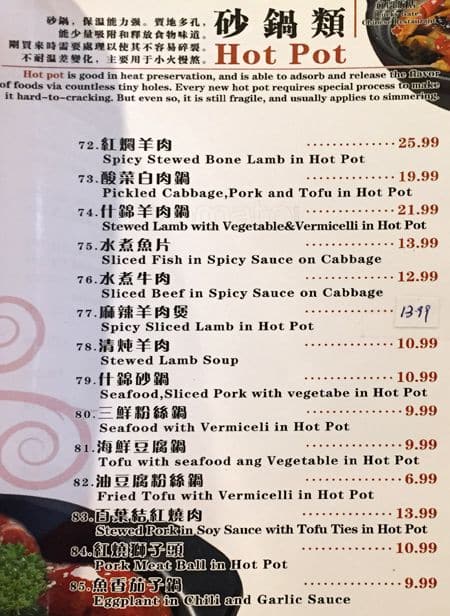 砂鍋，保温能力强。質地多孔，
能少量吸附和釋放食物味道。
剛買來時需要處理以使其不容易碎裂。
不耐温差變化，主要用于小火慢熬。
砂鍋類
Hot Pot
Chinese Restaurant
Hot pot is good in heat preservation, and is able to adsorb and release the flavor
of foods via countless tiny holes. Every new hot pot requires special process to make
it hard-to-cracking. But even so, it is still fragile, and usually applies to simmering.
72.紅燜羊肉 ············25.99
Spicy Stewed Bone Lamb in Hot Pot
73.酸菜白肉鍋 ············19.99
Pickled Cabbage,Pork and Tofu in Hot Pot
74.什錦羊肉鍋 ············21.99
Stewed Lamb with Vegetable&Vermicelli in Hot Pot
75.水煮魚片 ············13.99
Sliced Fish in Spicy Sauce on Cabbage
76.水煮牛肉 ············12.99
Sliced Beef in Spicy Sauce on Cabbage
77.麻辣羊肉煲 13.99
Spicy Sliced Lamb in Hot Pot
78.清炖羊肉 ············10.99
Stewed Lamb Soup
79.什錦砂鍋 ············10.99
Seafood,Sliced Pork with vegetabe in Hot Pot
80.三鮮粉絲鍋 ············9.99
Seafood with Vermiceli in Hot Pot
81.海鮮豆腐鍋 ············9.99
Tofu with seafood ang Vegetable in Hot Pot
82.油豆腐粉絲鍋 ············6.99
Fried Tofu with Vermicelli in Hot Pot
83.百葉結紅燒肉 ············13.99
Stewed Pork in Soy Sauce with Tofu Ties in Hot Pot
84.紅燒獅子頭 ············10.99
Pork Meat Ball in Hot Pot
85.魚香茄子鍋 ············9.99
Eggplant in Chili and Garlic Sauce